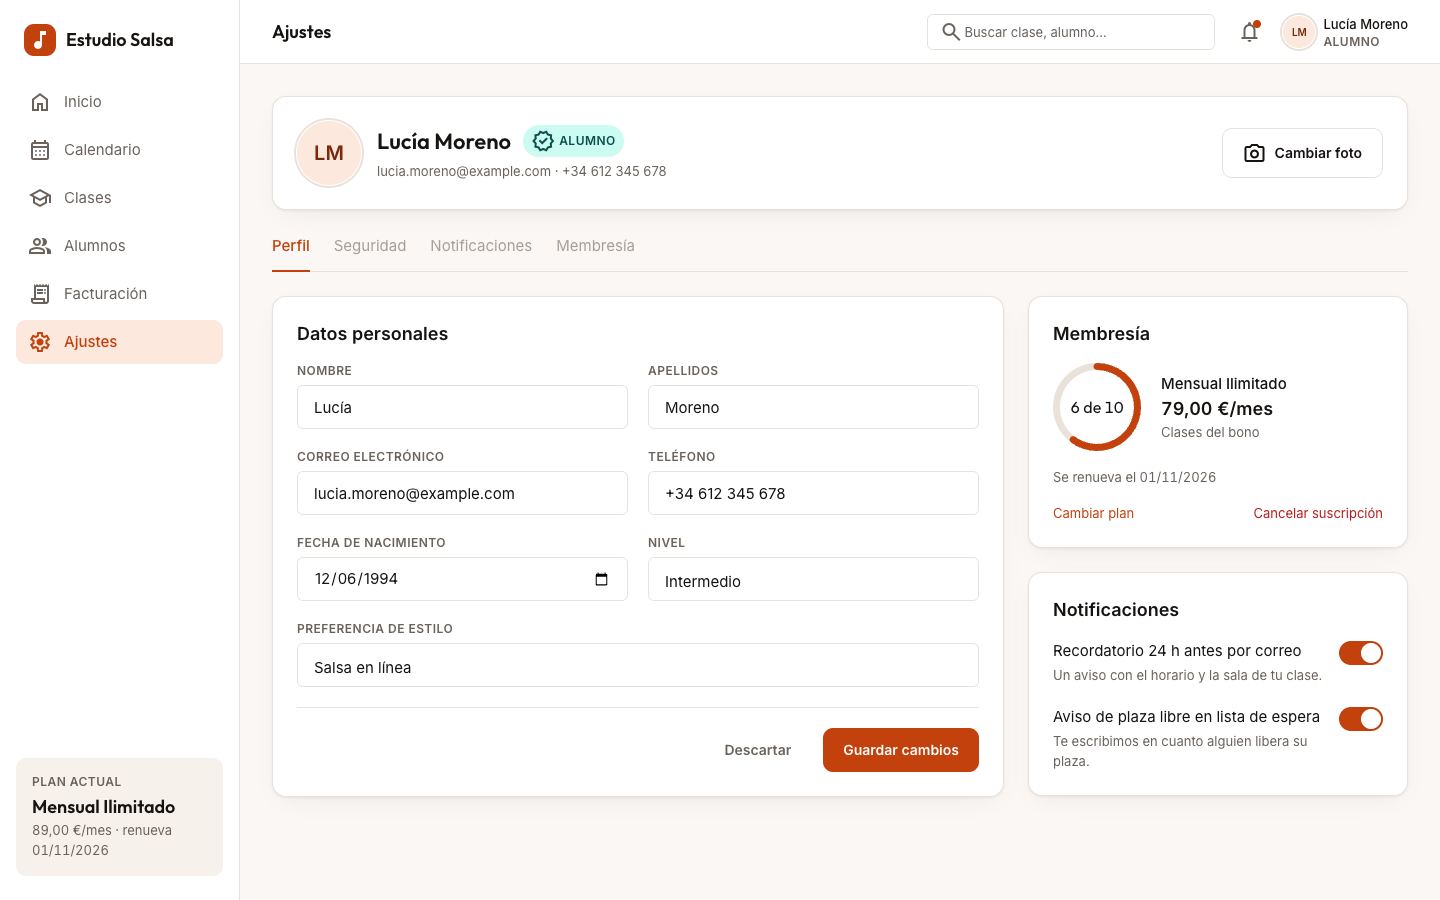 Estudio Salsa
Inicio
Calendario
Clases
Alumnos
Facturación
Ajustes
PLAN ACTUAL
Mensual Ilimitado
89,00 €/mes · renueva
01/11/2026
Ajustes
Buscar clase, alumno...
LM
Lucía Moreno
ALUMNO
LM
Lucía Moreno
ALUMNO
lucia.moreno@example.com · +34 612 345 678
Cambiar foto
Perfil
Seguridad
Notificaciones
Membresía
Datos personales
NOMBRE
Lucía
APELLIDOS
Moreno
CORREO ELECTRÓNICO
lucia.moreno@example.com
TELÉFONO
+34 612 345 678
FECHA DE NACIMIENTO
12/06/1994
NIVEL
Intermedio
PREFERENCIA DE ESTILO
Salsa en línea
Descartar
Guardar cambios
Membresía
6 de 10
Mensual Ilimitado
79,00 €/mes
Clases del bono
Se renueva el 01/11/2026
Cambiar plan
Cancelar suscripción
Notificaciones
Recordatorio 24 h antes por correo
Un aviso con el horario y la sala de tu clase.
Aviso de plaza libre en lista de espera
Te escribimos en cuanto alguien libera su
plaza.